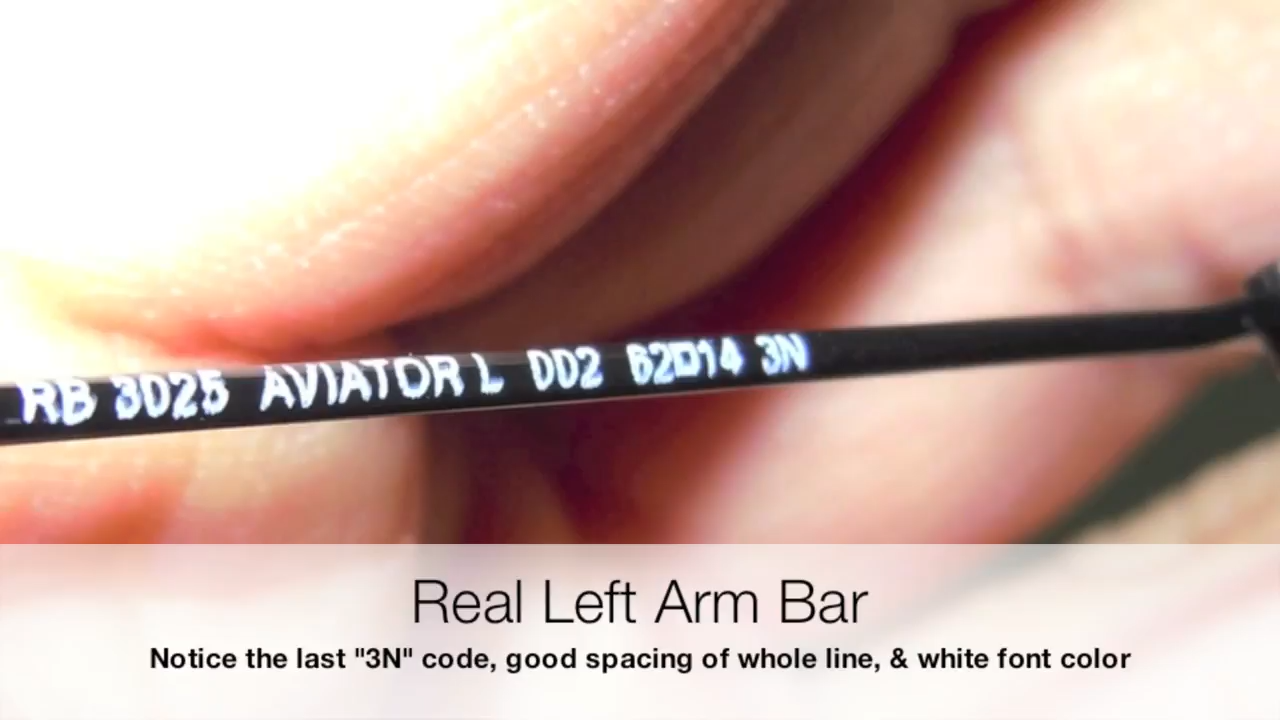 RB 3025 AVIATOR L 002 62□14 3N
Real Left Arm Bar
Notice the last "3N" code, good spacing of whole line, & white font color